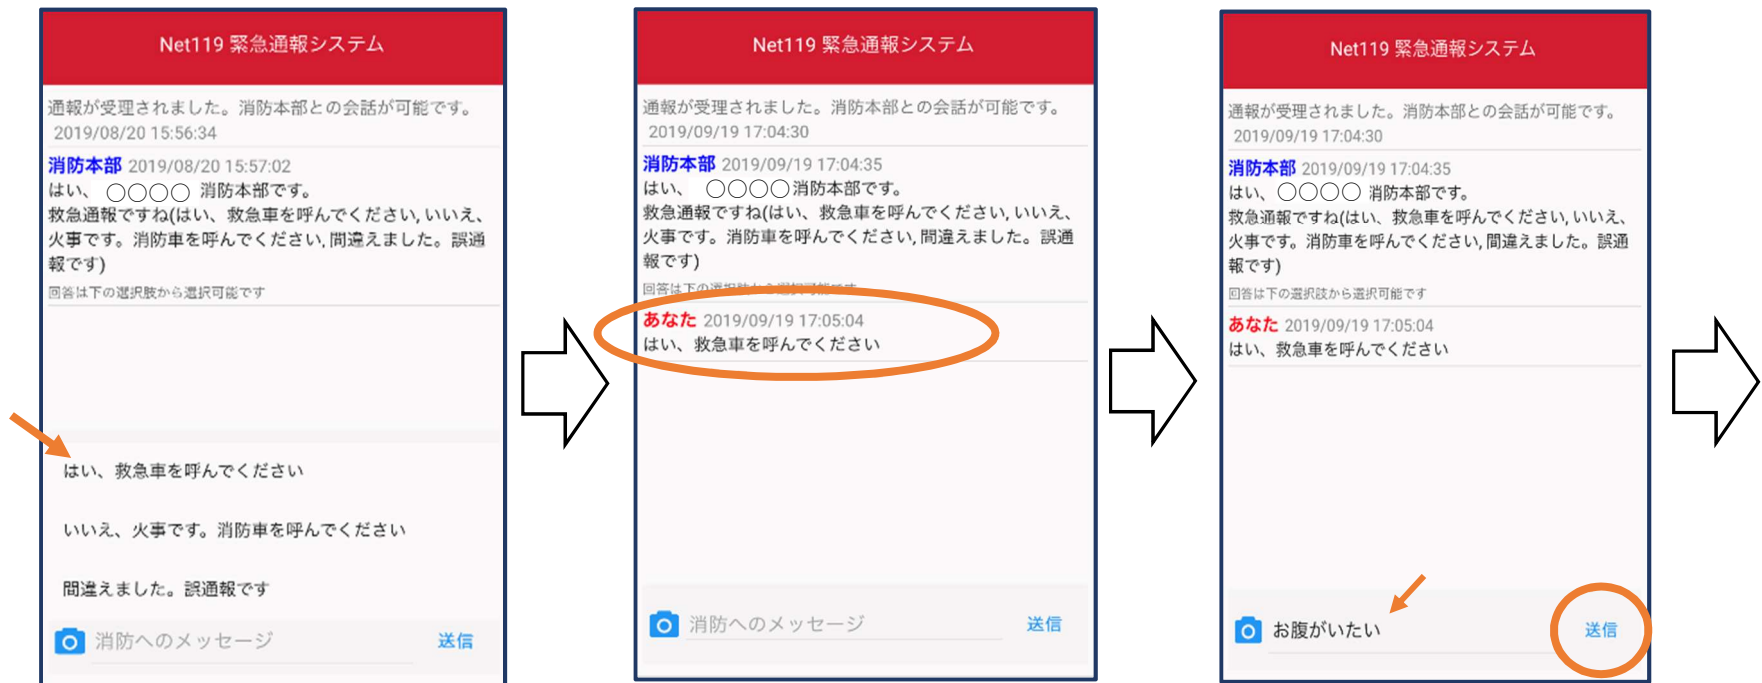 Net119 緊急通報システム
通報が受理されました。消防本部との会話が可能です。
2019/08/20 15:56:34
消防本部 2019/08/20 15:57:02
はい、 〇〇〇〇 消防本部です。
救急通報ですね(はい、救急車を呼んでください, いいえ、
火事です。消防車を呼んでください, 間違えました。誤通
報です)
回答は下の選択肢から選択可能です
はい、救急車を呼んでください
いいえ、火事です。消防車を呼んでください
間違えました。誤通報です
消防へのメッセージ 送信
Net119 緊急通報システム
通報が受理されました。消防本部との会話が可能です。
2019/09/19 17:04:30
消防本部 2019/09/19 17:04:35
はい、 〇〇〇〇消防本部です。
救急通報ですね(はい、救急車を呼んでください, いいえ、
火事です。消防車を呼んでください, 間違えました。誤通
報です)
回答は下の選択肢から選択可能です
あなた 2019/09/19 17:05:04
はい、救急車を呼んでください
消防へのメッセージ 送信
Net119 緊急通報システム
通報が受理されました。消防本部との会話が可能です。
2019/09/19 17:04:30
消防本部 2019/09/19 17:04:35
はい、〇〇〇〇 消防本部です。
救急通報ですね(はい、救急車を呼んでください, いいえ、
火事です。消防車を呼んでください, 間違えました。誤通
報です)
回答は下の選択肢から選択可能です
あなた 2019/09/19 17:05:04
はい、救急車を呼んでください
お腹がいたい 送信